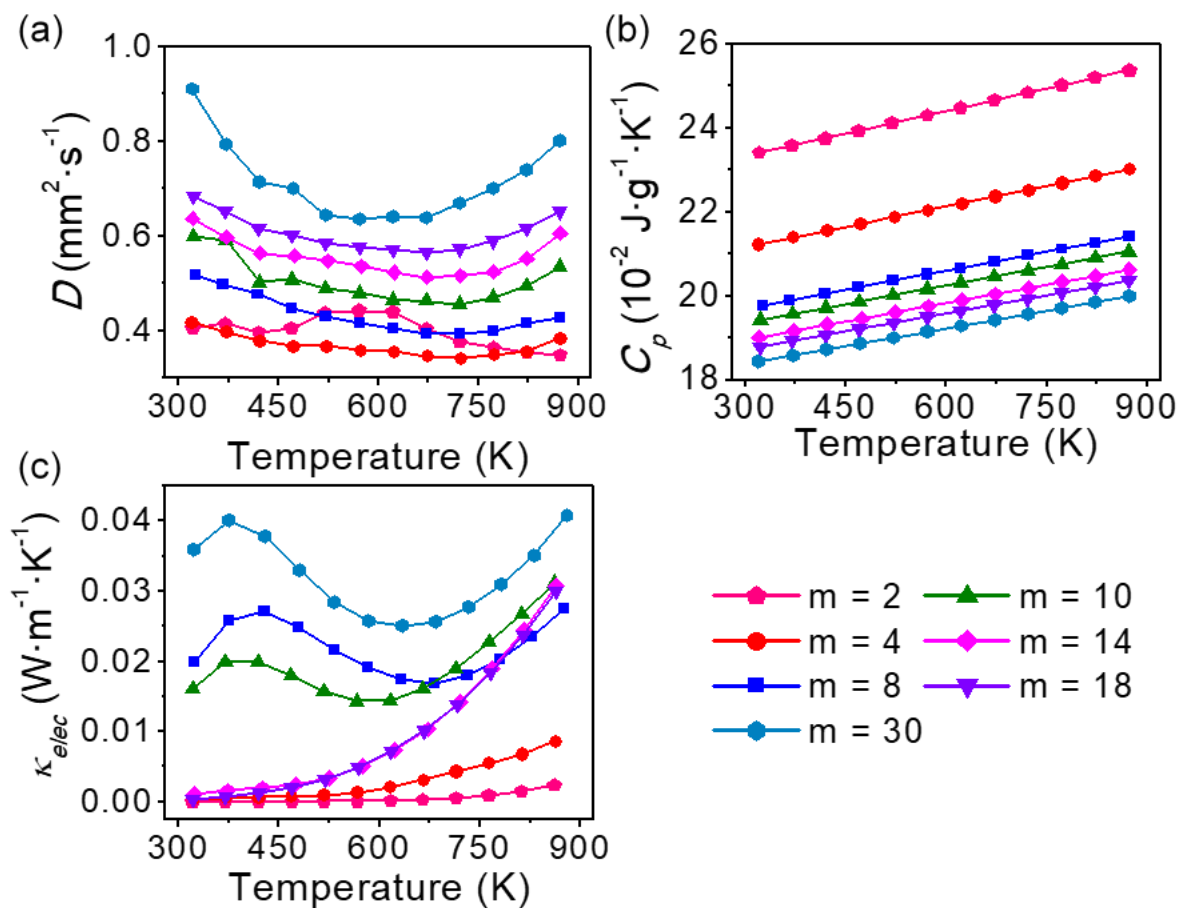 (a)
1.0
0.8
0.6
0.4
D (mm²·s⁻¹)
300 450 600 750 900
Temperature (K)
(b)
26
24
22
20
18
Cₚ (10⁻² J·g⁻¹·K⁻¹)
300 450 600 750 900
Temperature (K)
(c)
0.04
0.03
0.02
0.01
0.00
κₑₗₑc (W·m⁻¹·K⁻¹)
300 450 600 750 900
Temperature (K)
m = 2 m = 10
m = 4 m = 14
m = 8 m = 18
m = 30